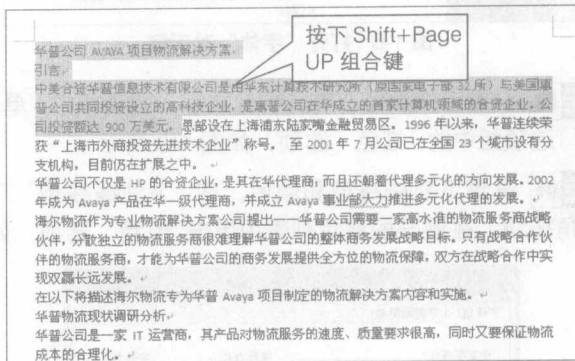 按下 Shift+Page
UP 组合键
华普公司 AVAYA 项目物流解决方案。
引言
中美合资华普信息技术有限公司是由华东计算技术研究所（原国家电子部 32 所）与美国惠
普公司共同投资设立的高科技企业，是惠普公司在华成立的首家计算机领域的合资企业。公
司投资额达 900 万美元，总部设在上海浦东陆家嘴金融贸易区。1996 年以来，华普连续荣
获“上海市外商投资先进技术企业”称号。 至 2001 年 7 月公司已在全国 23 个城市设有分
支机构，目前仍在扩展之中。
华普公司不仅是 HP 的合资企业，是其在华代理商，而且还朝着代理多元化的方向发展。2002
年成为 Avaya 产品在华一级代理商，并成立 Avaya 事业部大力推进多元化代理的发展。
海尔物流作为专业物流解决方案公司提出一一华普公司需要一家高水准的物流服务商战略
伙伴，分散独立的物流服务商很难理解华普公司的整体商务发展战略目标。只有战略合作伙
伴的物流服务商，才能为华普公司的商务发展提供全方位的物流保障，双方在战略合作中实
现双赢长远发展。
在以下将描述海尔物流专为华普 Avaya 项目制定的物流解决方案内容和实施。
华普物流现状调研分析
华普公司是一家 IT 运营商，其产品对物流服务的速度、质量要求很高，同时又要保证物流
成本的合理化。